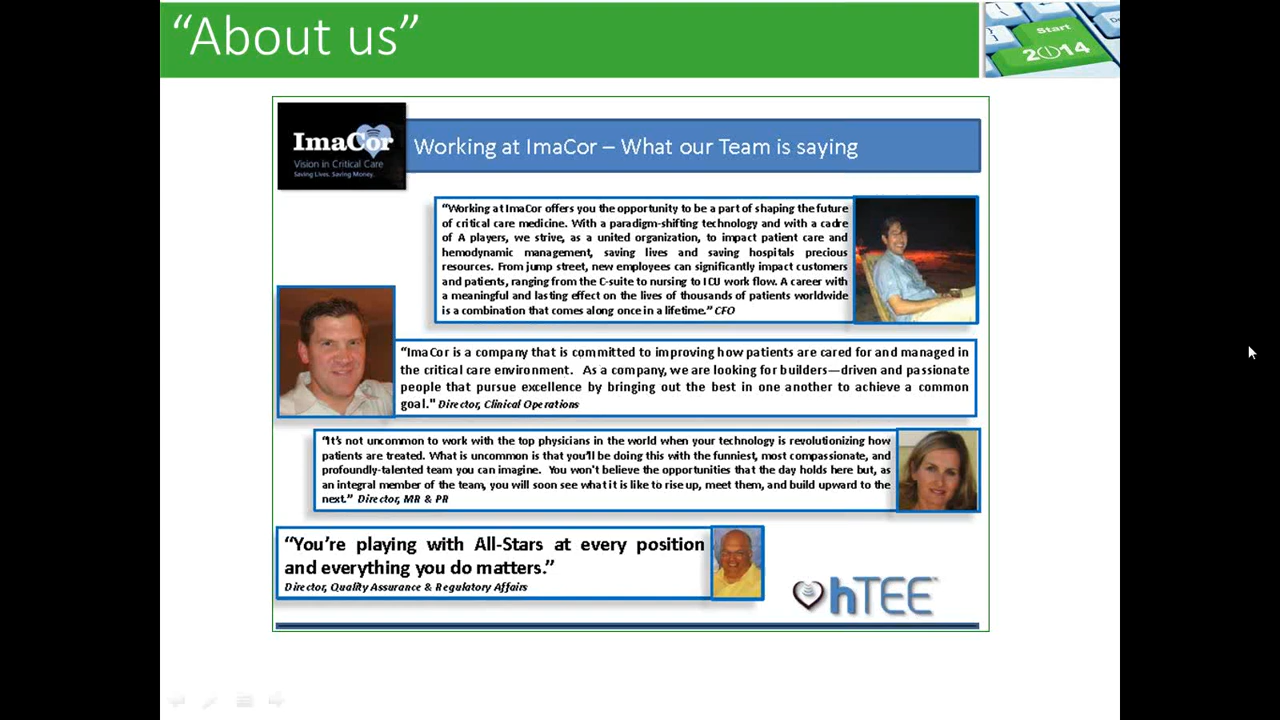 “About us”
Start
2014
ImaCor
Vision in Critical Care
Saving Lives. Saving Money.
Working at ImaCor – What our Team is saying
“Working at ImaCor offers you the opportunity to be a part of shaping the future
of critical care medicine. With a paradigm-shifting technology and with a cadre
of A players, we strive, as a united organization, to impact patient care and
hemodynamic management, saving lives and saving hospitals precious
resources. From jump street, new employees can significantly impact customers
and patients, ranging from the C-suite to nursing to ICU work flow. A career with
a meaningful and lasting effect on the lives of thousands of patients worldwide
is a combination that comes along once in a lifetime.” CFO
“ImaCor is a company that is committed to improving how patients are cared for and managed in
the critical care environment. As a company, we are looking for builders—driven and passionate
people that pursue excellence by bringing out the best in one another to achieve a common
goal." Director, Clinical Operations
“It’s not uncommon to work with the top physicians in the world when your technology is revolutionizing how
patients are treated. What is uncommon is that you’ll be doing this with the funniest, most compassionate, and
profoundly-talented team you can imagine. You won't believe the opportunities that the day holds here but, as
an integral member of the team, you will soon see what it is like to rise up, meet them, and build upward to the
next.” Director, MR & PR
“You’re playing with All-Stars at every position
and everything you do matters.”
Director, Quality Assurance & Regulatory Affairs
hTEE